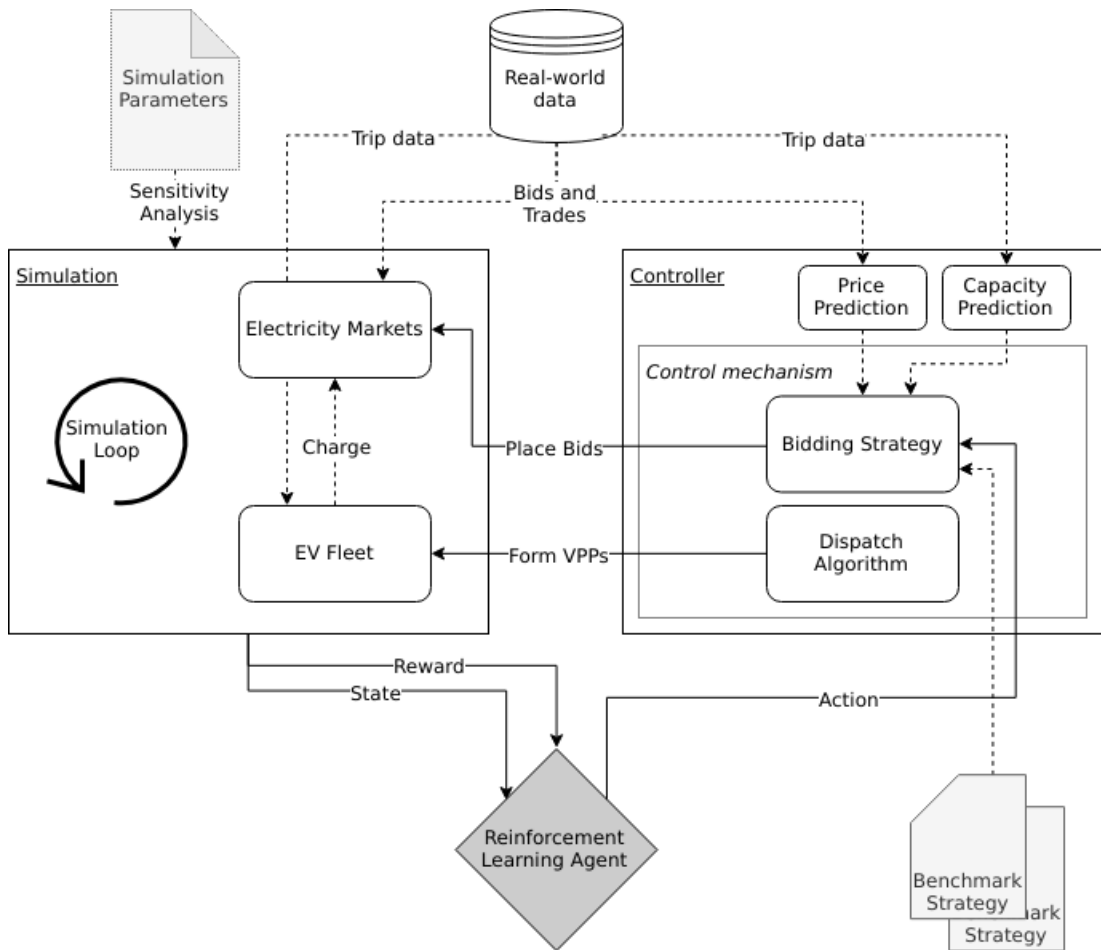 Simulation
Parameters
Real-world
data
Trip data
Trip data
Sensitivity
Analysis
Bids and
Trades
Simulation
Controller
Electricity Markets
Price
Prediction
Capacity
Prediction
Control mechanism
Simulation
Loop
Charge
Place Bids
Bidding Strategy
EV Fleet
Form VPPs
Dispatch
Algorithm
Reward
State
Action
Reinforcement
Learning Agent
Benchmark
Strategy
mark
Strategy